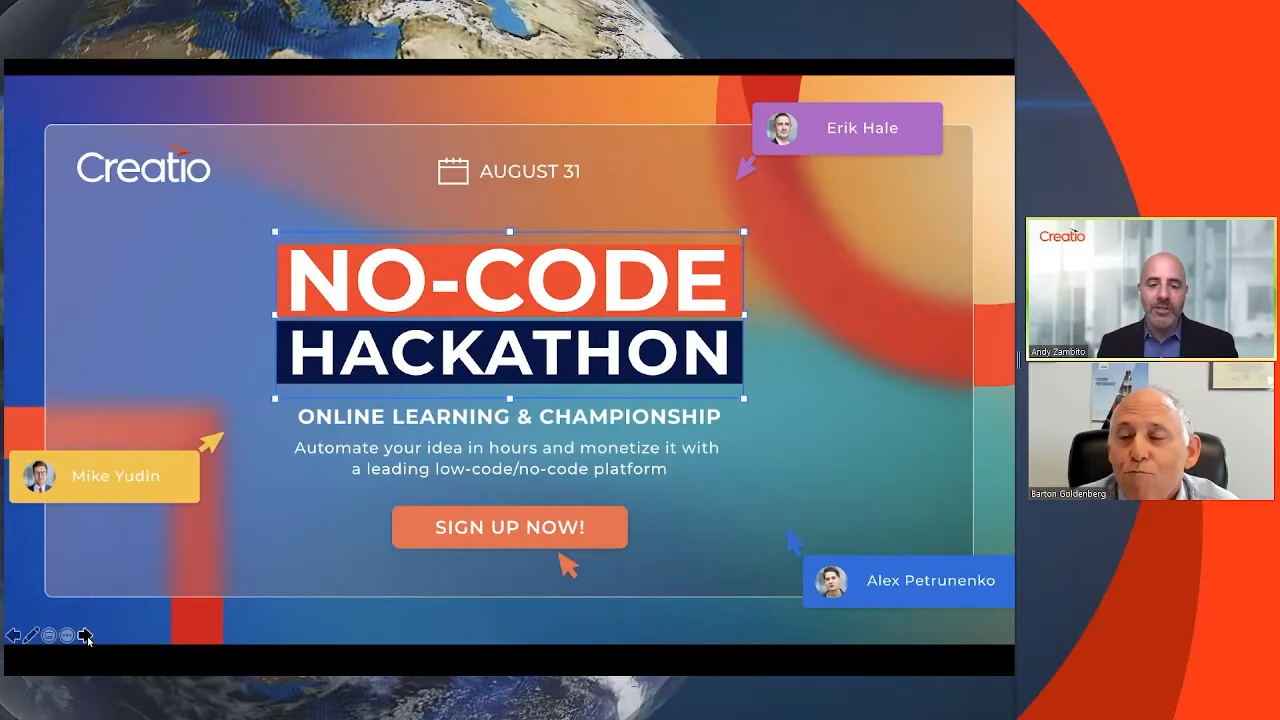 Erik Hale
Creatio
AUGUST 31
NO-CODE
HACKATHON
ONLINE LEARNING & CHAMPIONSHIP
Automate your idea in hours and monetize it with
a leading low-code/no-code platform
Mike Yudin
SIGN UP NOW!
Alex Petrunenko
Creatio
Andy Zambito
Barton Goldenberg